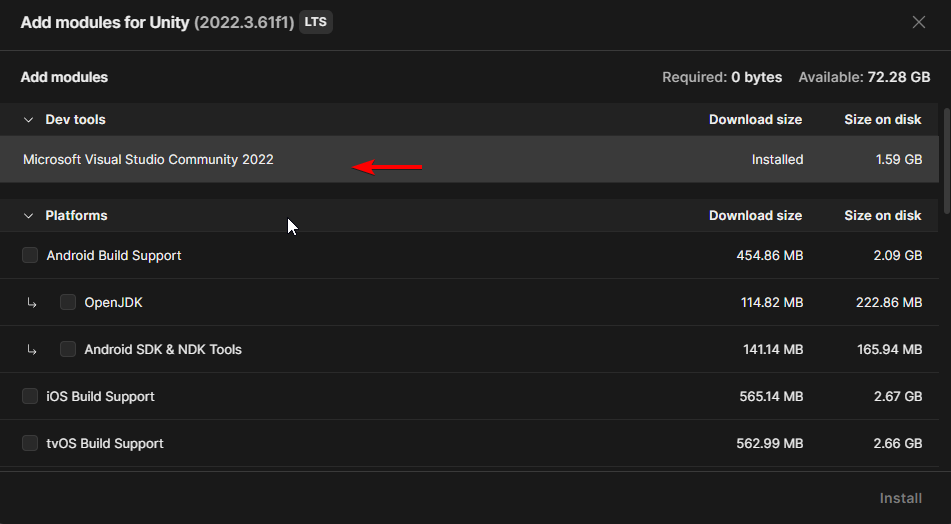 Add modules for Unity (2022.3.61f1) LTS
Add modules Required: 0 bytes Available: 72.28 GB
Dev tools Download size Size on disk
Microsoft Visual Studio Community 2022 Installed 1.59 GB
Platforms Download size Size on disk
Android Build Support 454.86 MB 2.09 GB
OpenJDK 114.82 MB 222.86 MB
Android SDK & NDK Tools 141.14 MB 165.94 MB
iOS Build Support 565.14 MB 2.67 GB
tvOS Build Support 562.99 MB 2.66 GB
Install